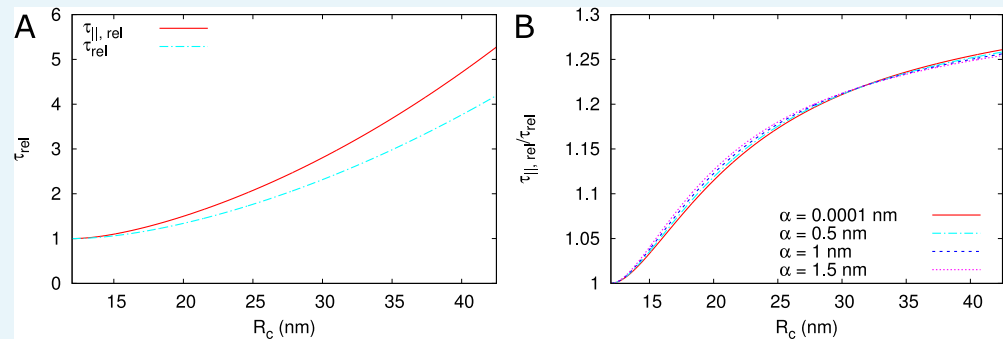 A
τ||, rel
τrel
6
5
4
3
2
1
0
τrel
15 20 25 30 35 40
Rc (nm)
B
1.3
1.25
1.2
1.15
1.1
1.05
1
τ||, rel/τrel
α = 0.0001 nm
α = 0.5 nm
α = 1 nm
α = 1.5 nm
15 20 25 30 35 40
Rc (nm)